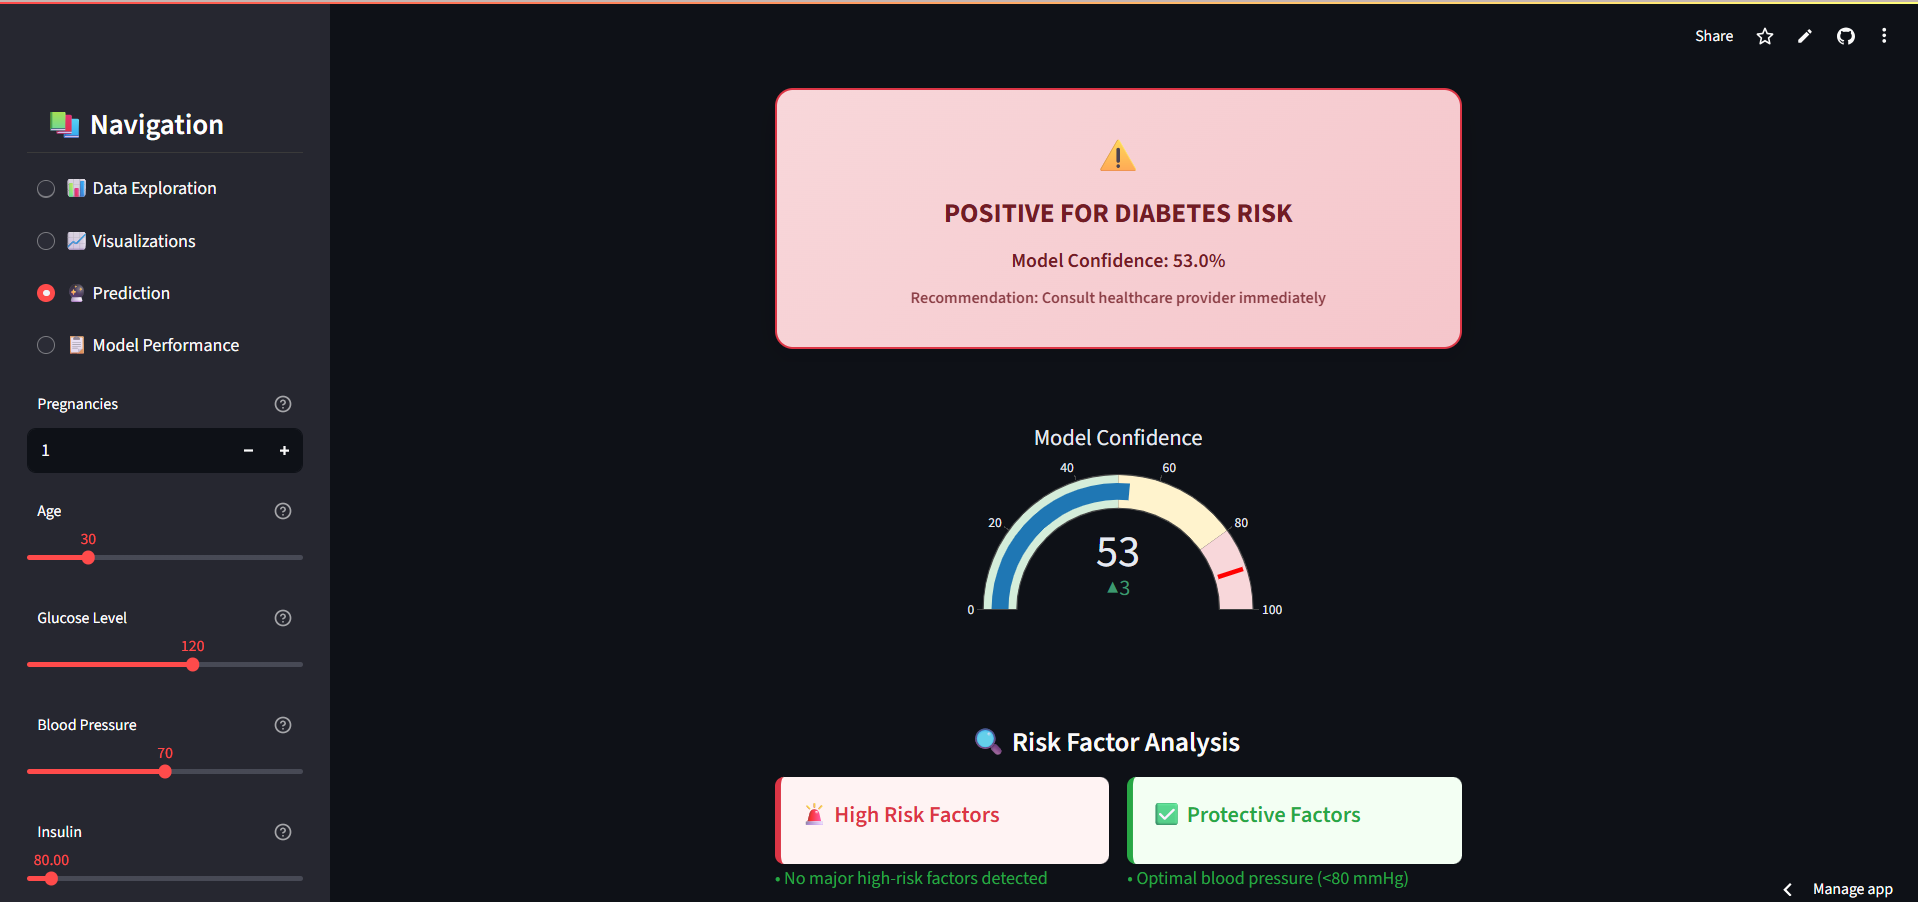 Share
Navigation
Data Exploration
Visualizations
Prediction
Model Performance
Pregnancies
1
Age
30
Glucose Level
120
Blood Pressure
70
Insulin
80.00
POSITIVE FOR DIABETES RISK
Model Confidence: 53.0%
Recommendation: Consult healthcare provider immediately
Model Confidence
0
20
40
60
80
100
53
▲3
Risk Factor Analysis
High Risk Factors
• No major high-risk factors detected
Protective Factors
• Optimal blood pressure (<80 mmHg)
Manage app